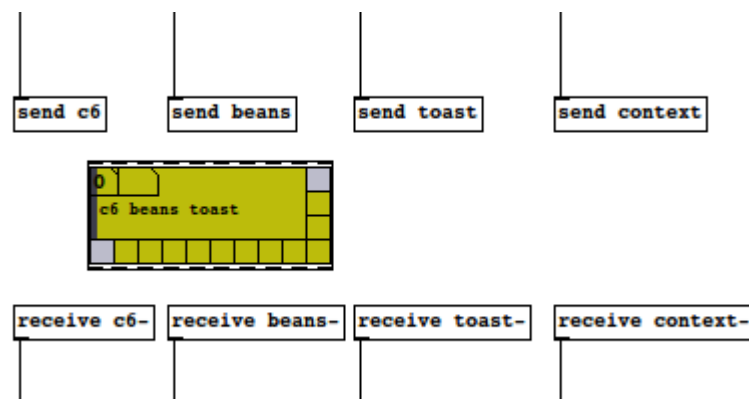 send c6
send beans
send toast
send context
0
c6 beans toast
receive c6-
receive beans-
receive toast-
receive context-